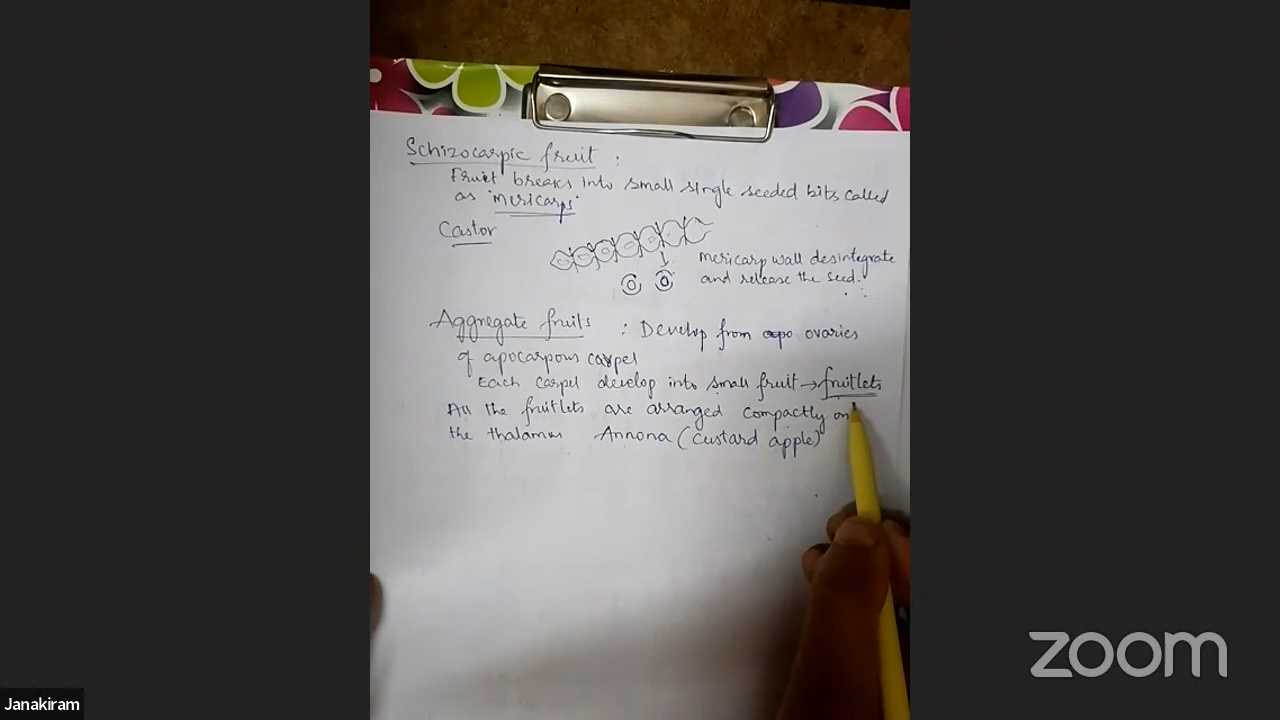 Schizocarpic fruit :
Fruit breaks into small single seeded bits called
as "mericarps"
Castor
mericarp wall desintegrate
and release the seed.
Aggregate fruits : Develop from ovaries
of apocarpous carpel
Each carpel develop into small fruit → fruitlets
All the fruitlets are arranged compactly on
the thalamus Annona (Custard apple)
zoom
Janakiram